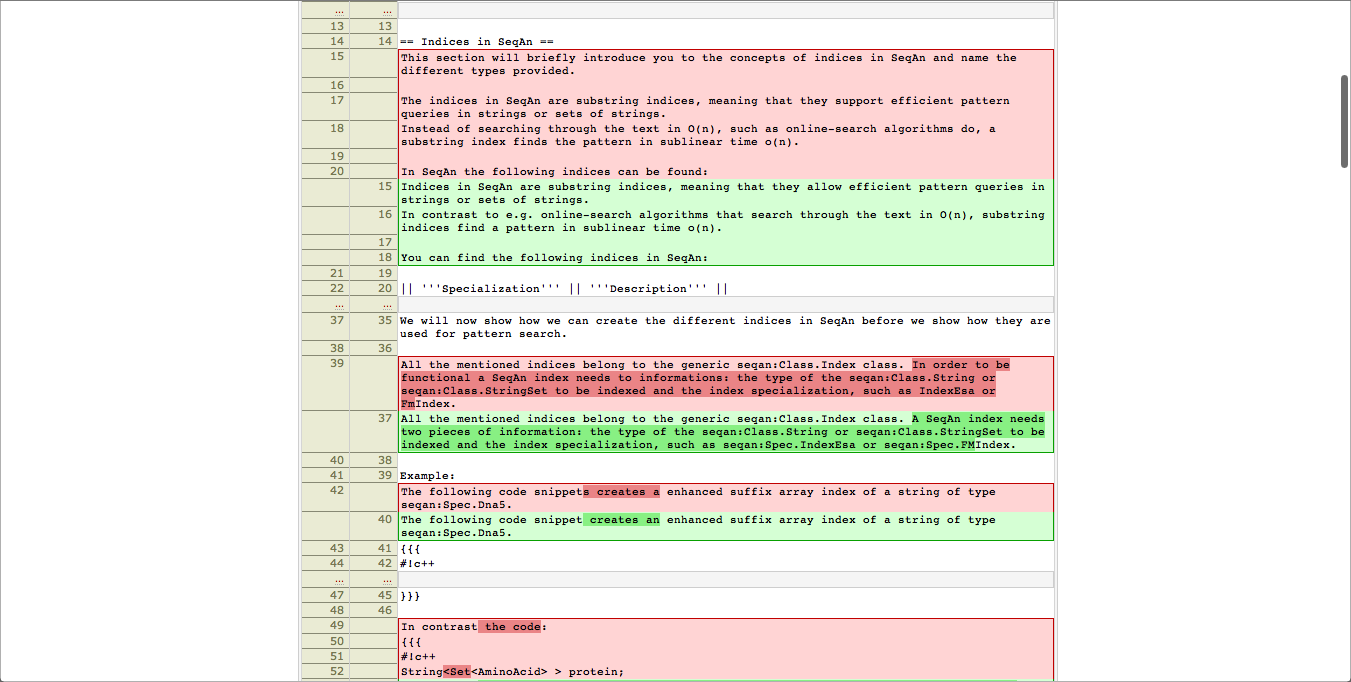 ... ...
13 13
14 14 == Indices in SeqAn ==
15 This section will briefly introduce you to the concepts of indices in SeqAn and name the
different types provided.
16
17 The indices in SeqAn are substring indices, meaning that they support efficient pattern
queries in strings or sets of strings.
18 Instead of searching through the text in O(n), such as online-search algorithms do, a
substring index finds the pattern in sublinear time o(n).
19
20 In SeqAn the following indices can be found:
15 Indices in SeqAn are substring indices, meaning that they allow efficient pattern queries in
strings or sets of strings.
16 In contrast to e.g. online-search algorithms that search through the text in O(n), substring
indices find a pattern in sublinear time o(n).
17
18 You can find the following indices in SeqAn:
21 19
22 20 || '''Specialization''' || '''Description''' ||
... ...
37 35 We will now show how we can create the different indices in SeqAn before we show how they are
used for pattern search.
38 36
39 All the mentioned indices belong to the generic seqan:Class.Index class. In order to be
functional a SeqAn index needs to informations: the type of the seqan:Class.String or
seqan:Class.StringSet to be indexed and the index specialization, such as IndexEsa or
FmIndex.
37 All the mentioned indices belong to the generic seqan:Class.Index class. A SeqAn index needs
two pieces of information: the type of the seqan:Class.String or seqan:Class.StringSet to be
indexed and the index specialization, such as seqan:Spec.IndexEsa or seqan:Spec.FMIndex.
40 38
41 39 Example:
42 The following code snippets creates a enhanced suffix array index of a string of type
seqan:Spec.Dna5.
40 The following code snippet creates an enhanced suffix array index of a string of type
seqan:Spec.Dna5.
43 41 {{{
44 42 #!c++
... ...
47 45 }}}
48 46
49 In contrast the code:
50 {{{
51 #!c++
52 String<Set<AminoAcid> > protein;